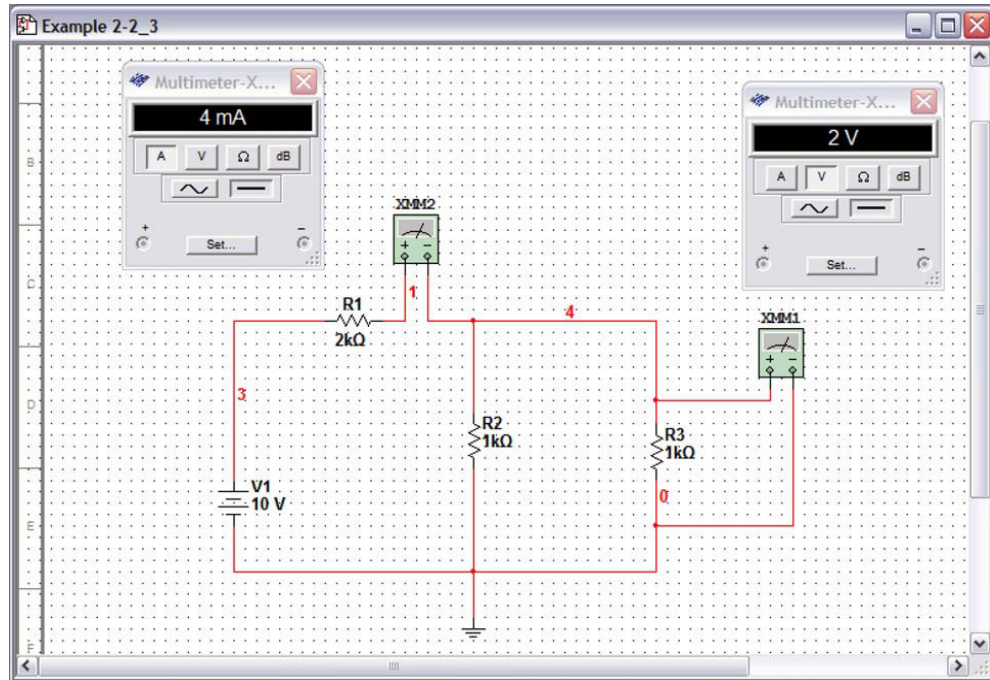 Example 2-2_3
Multimeter-X...
4 mA
A V Ω dB
+ −
Set...
Multimeter-X...
2 V
A V Ω dB
+ −
Set...
B
C
D
E
F
XMM2
+ −
1
R1
2kΩ
4
XMM1
+ −
3
R2
1kΩ
R3
1kΩ
0
V1
10 V